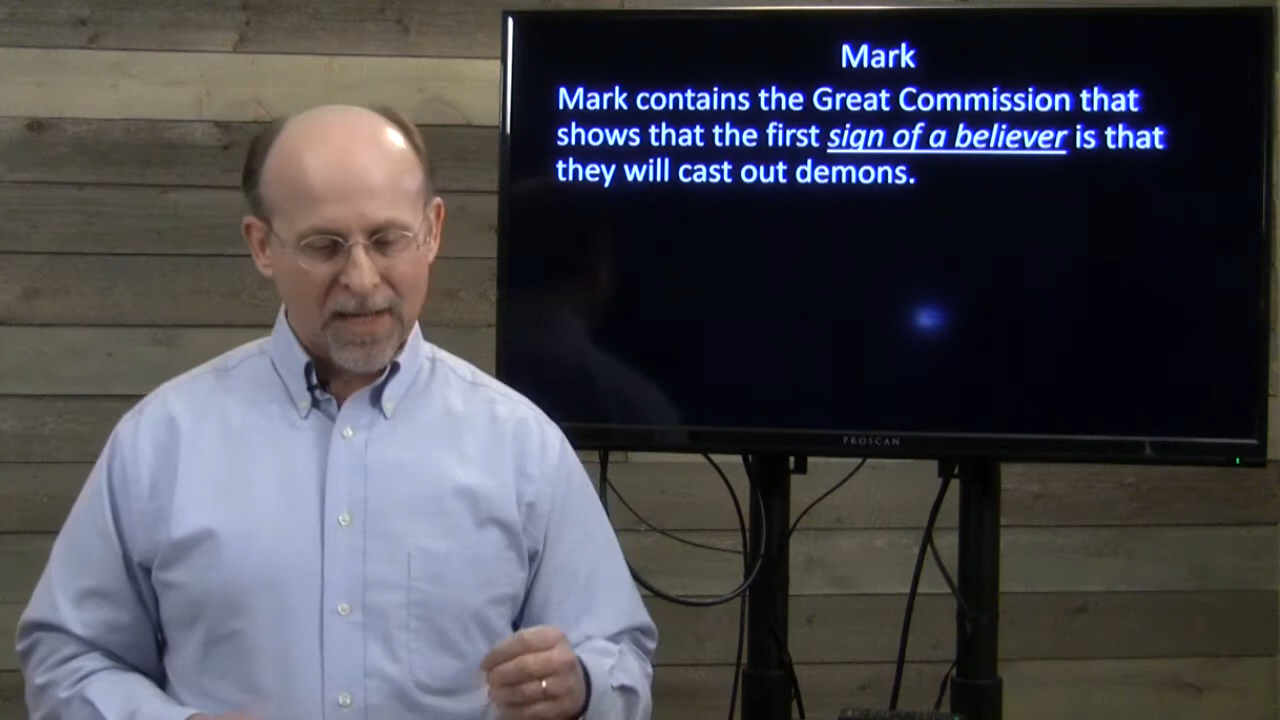 Mark
Mark contains the Great Commission that
shows that the first sign of a believer is that
they will cast out demons.
PROSCAN